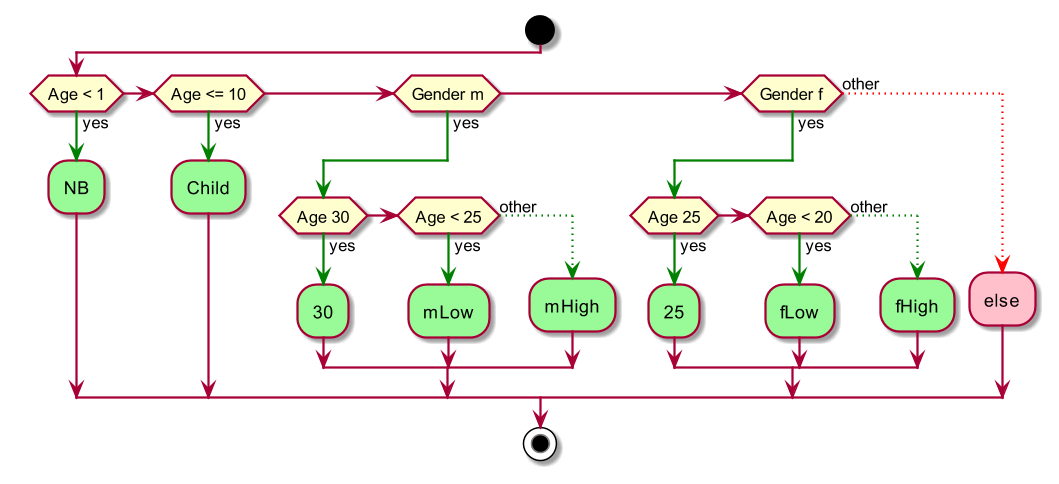 Age < 1
Age <= 10
Gender m
Gender f
other
yes
yes
yes
yes
NB
Child
Age 30
Age < 25
other
Age 25
Age < 20
other
yes
yes
yes
yes
30
mLow
mHigh
25
fLow
fHigh
else